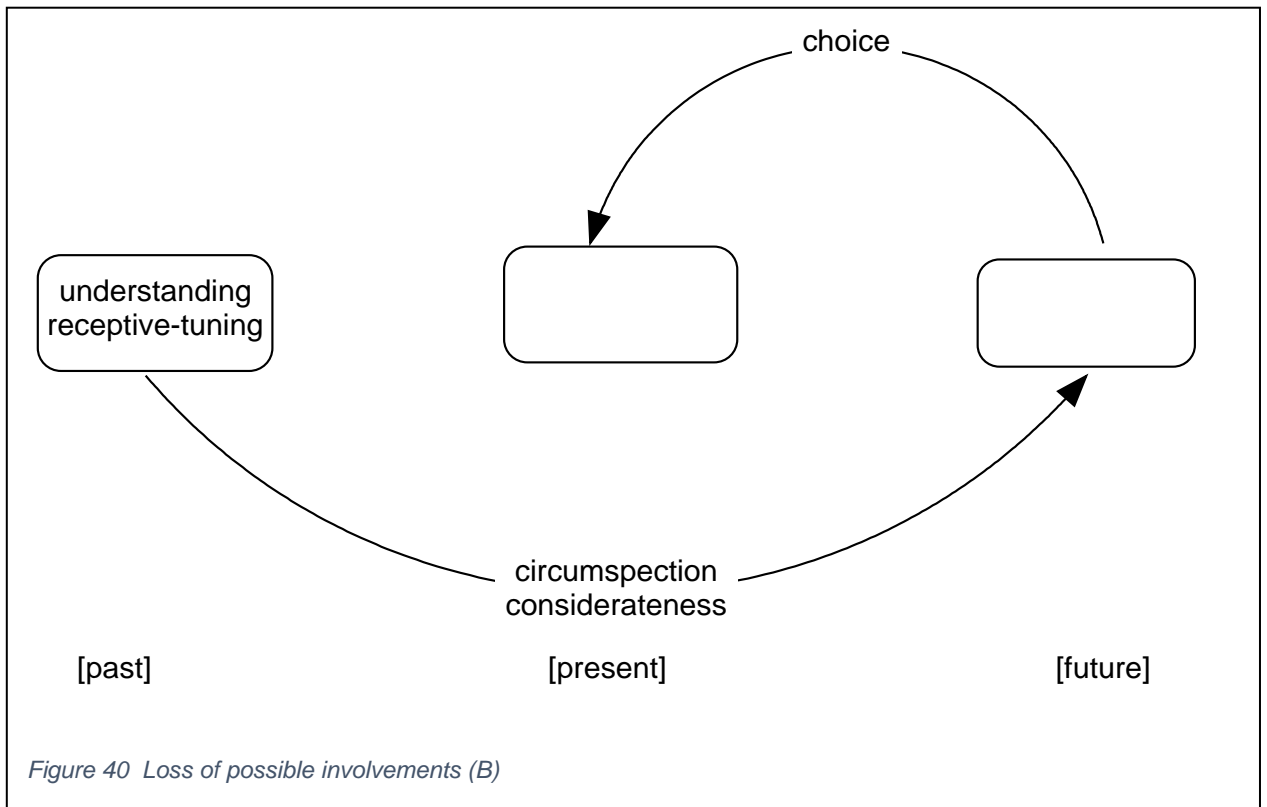 choice
understanding
receptive-tuning
circumspection
considerateness
[past]
[present]
[future]
Figure 40 Loss of possible involvements (B)